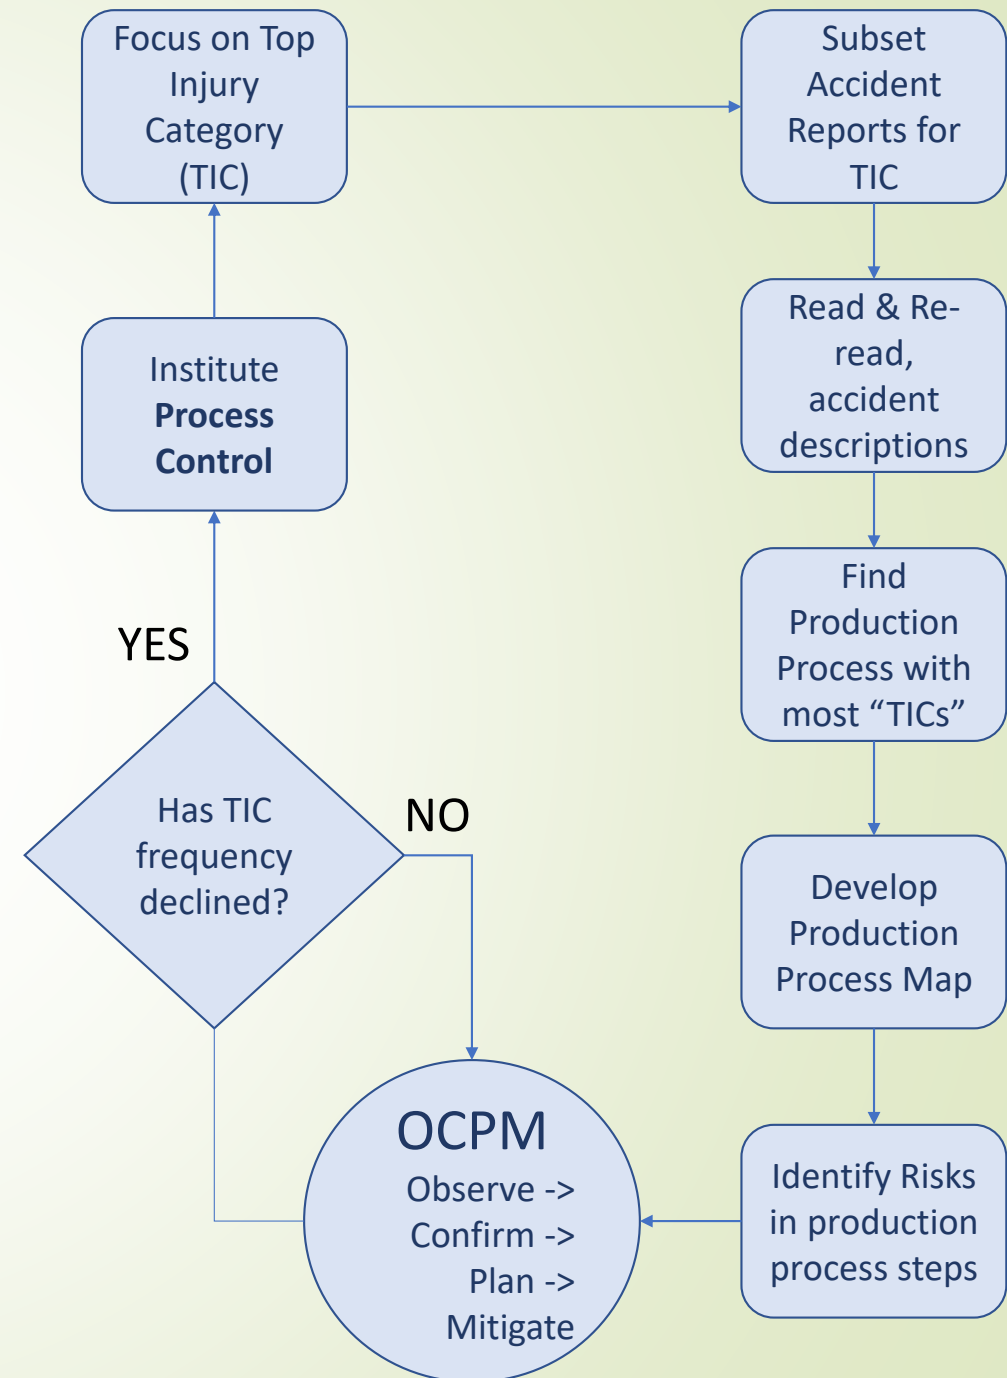 Focus on Top
Injury
Category
(TIC)
Subset
Accident
Reports for
TIC
Read & Re-
read,
accident
descriptions
Find
Production
Process with
most “TICs”
Develop
Production
Process Map
Identify Risks
in production
process steps
OCPM
Observe ->
Confirm ->
Plan ->
Mitigate
Has TIC
frequency
declined?
NO
YES
Institute
Process
Control